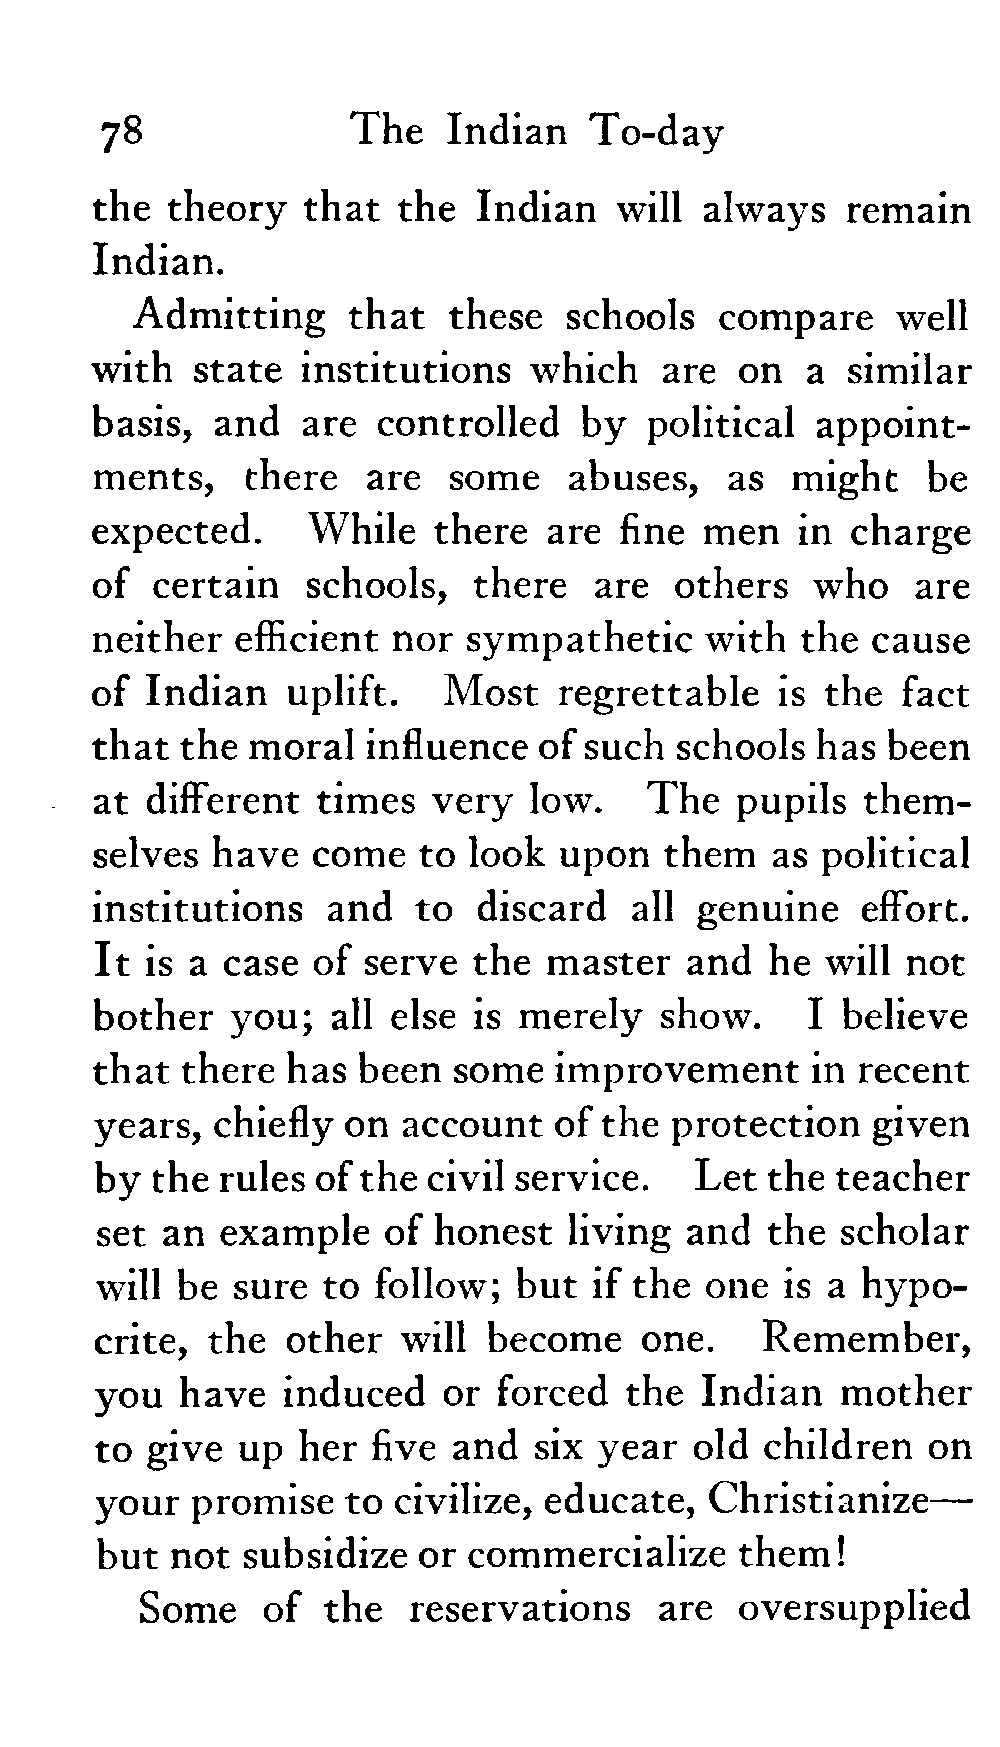 78 The Indian To-day
the theory that the Indian will always remain
Indian.
Admitting that these schools compare well
with state institutions which are on a similar
basis, and are controlled by political appoint-
ments, there are some abuses, as might be
expected. While there are fine men in charge
of certain schools, there are others who are
neither efficient nor sympathetic with the cause
of Indian uplift. Most regrettable is the fact
that the moral influence of such schools has been
at different times very low. The pupils them-
selves have come to look upon them as political
institutions and to discard all genuine effort.
It is a case of serve the master and he will not
bother you; all else is merely show. I believe
that there has been some improvement in recent
years, chiefly on account of the protection given
by the rules of the civil service. Let the teacher
set an example of honest living and the scholar
will be sure to follow; but if the one is a hypo-
crite, the other will become one. Remember,
you have induced or forced the Indian mother
to give up her five and six year old children on
your promise to civilize, educate, Christianize—
but not subsidize or commercialize them!
Some of the reservations are oversupplied